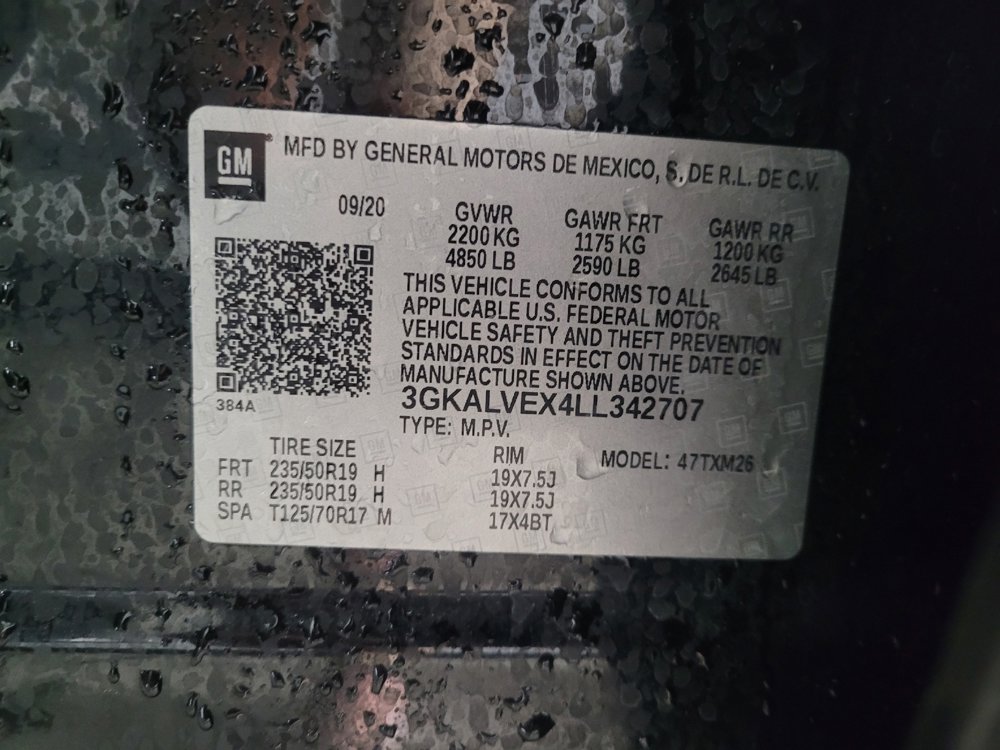 GM MFD BY GENERAL MOTORS DE MEXICO, S. DE R.L. DE C.V.
09/20 GVWR GAWR FRT GAWR RR
2200 KG 1175 KG 1200 KG
4850 LB 2590 LB 2645 LB
THIS VEHICLE CONFORMS TO ALL
APPLICABLE U.S. FEDERAL MOTOR
VEHICLE SAFETY AND THEFT PREVENTION
STANDARDS IN EFFECT ON THE DATE OF
MANUFACTURE SHOWN ABOVE.
384A
3GKALVEX4LL342707
TYPE: M.P.V.
TIRE SIZE RIM MODEL: 47TXM26
FRT 235/50R19 H 19X7.5J
RR 235/50R19 H 19X7.5J
SPA T125/70R17 M 17X4BT